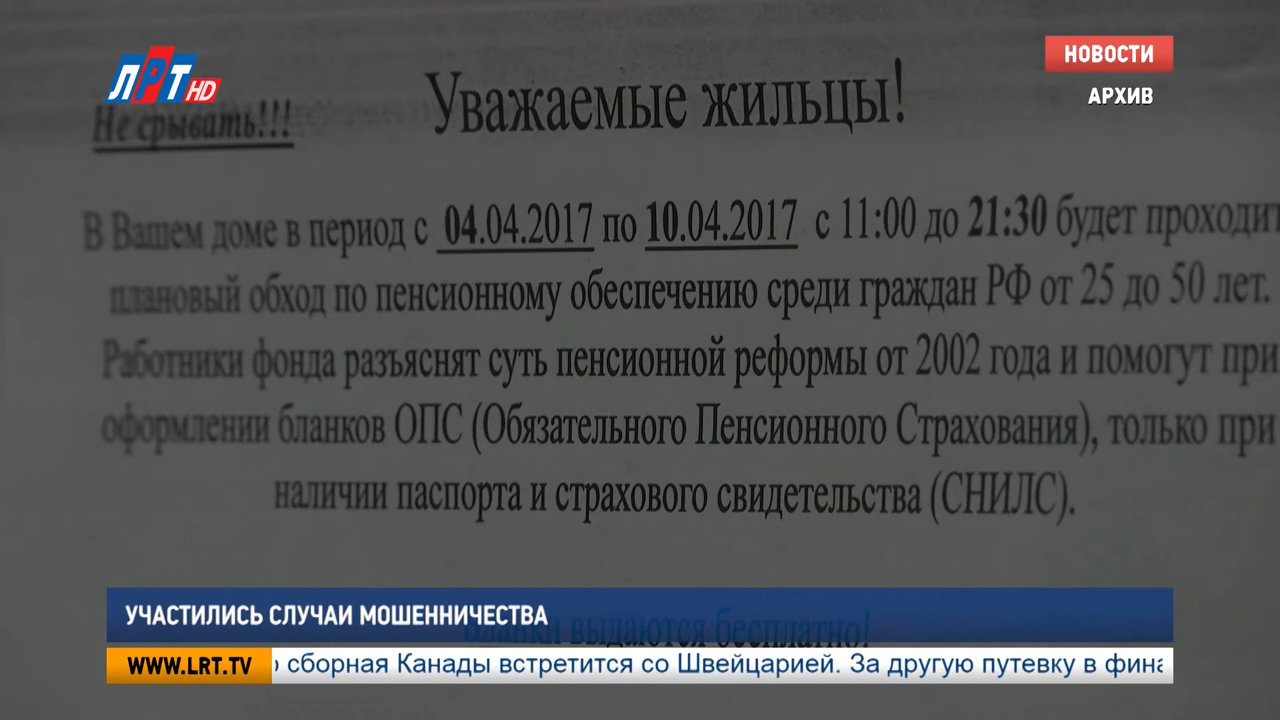 ЛРТ HD
НОВОСТИ
АРХИВ
Не срывать!!!
Уважаемые жильцы!
В Вашем доме в период с 04.04.2017 по 10.04.2017 с 11:00 до 21:30 будет проходит
плановый обход по пенсионному обеспечению среди граждан РФ от 25 до 50 лет.
Работники фонда разъяснят суть пенсионной реформы от 2002 года и помогут при
оформлении бланков ОПС (Обязательного Пенсионного Страхования), только при
наличии паспорта и страхового свидетельства (СНИЛС).
УЧАСТИЛИСЬ СЛУЧАИ МОШЕННИЧЕСТВА
Бланки выдаются бесплатно!
WWW.LRT.TV
о сборная Канады встретится со Швейцарией. За другую путевку в фина